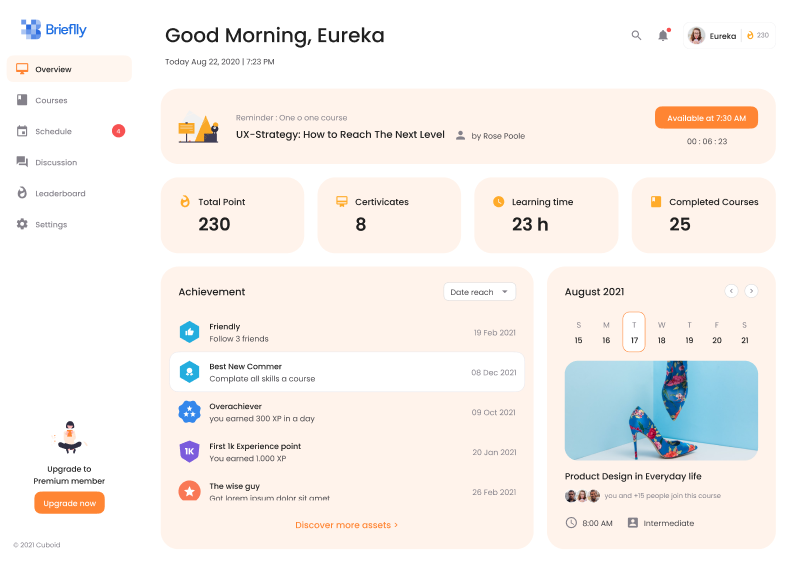 Brieflly
Overview
Courses
Schedule
4
Discussion
Leaderboard
Settings
Upgrade to
Premium member
Upgrade now
© 2021 Cuboid
Good Morning, Eureka
Today Aug 22, 2020 | 7:23 PM
Eureka
230
Reminder : One o one course
UX-Strategy: How to Reach The Next Level
by Rose Poole
Available at 7:30 AM
00 : 06 : 23
Total Point
230
Certivicates
8
Learning time
23 h
Completed Courses
25
Achievement
Date reach
Friendly
Follow 3 friends
19 Feb 2021
Best New Commer
Complate all skills a course
08 Dec 2021
Overachiever
you earned 300 XP in a day
09 Oct 2021
1K
First 1k Experience point
You earned 1.000 XP
20 Jan 2021
The wise guy
Got lorem ipsum dolor sit amet
26 Feb 2021
Discover more assets >
August 2021
< >
S M T W T F S
15 16 17 18 19 20 21
Product Design in Everyday life
you and +15 people join this course
8:00 AM
Intermediate